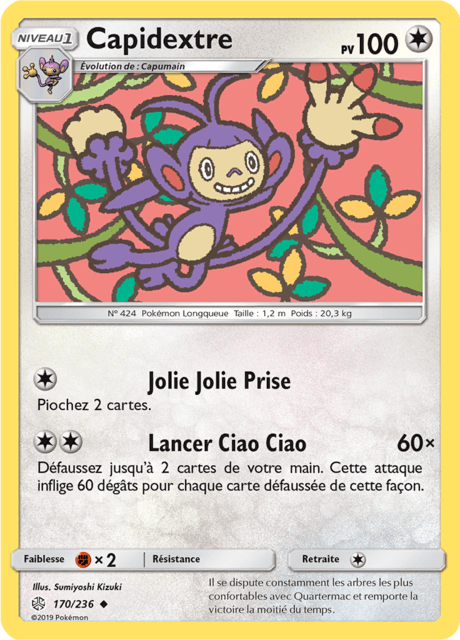 NIVEAU 1
Capidextre
PV 100
Évolution de : Capumain
N° 424 Pokémon Longqueue Taille : 1,2 m Poids : 20,3 kg
Jolie Jolie Prise
Piochez 2 cartes.
Lancer Ciao Ciao 60×
Défaussez jusqu'à 2 cartes de votre main. Cette attaque
inflige 60 dégâts pour chaque carte défaussée de cette façon.
Faiblesse × 2 Résistance Retraite
Illus. Sumiyoshi Kizuki
170/236
©2019 Pokémon
Il se dispute constamment les arbres les plus
confortables avec Quartermac et remporte la
victoire la moitié du temps.